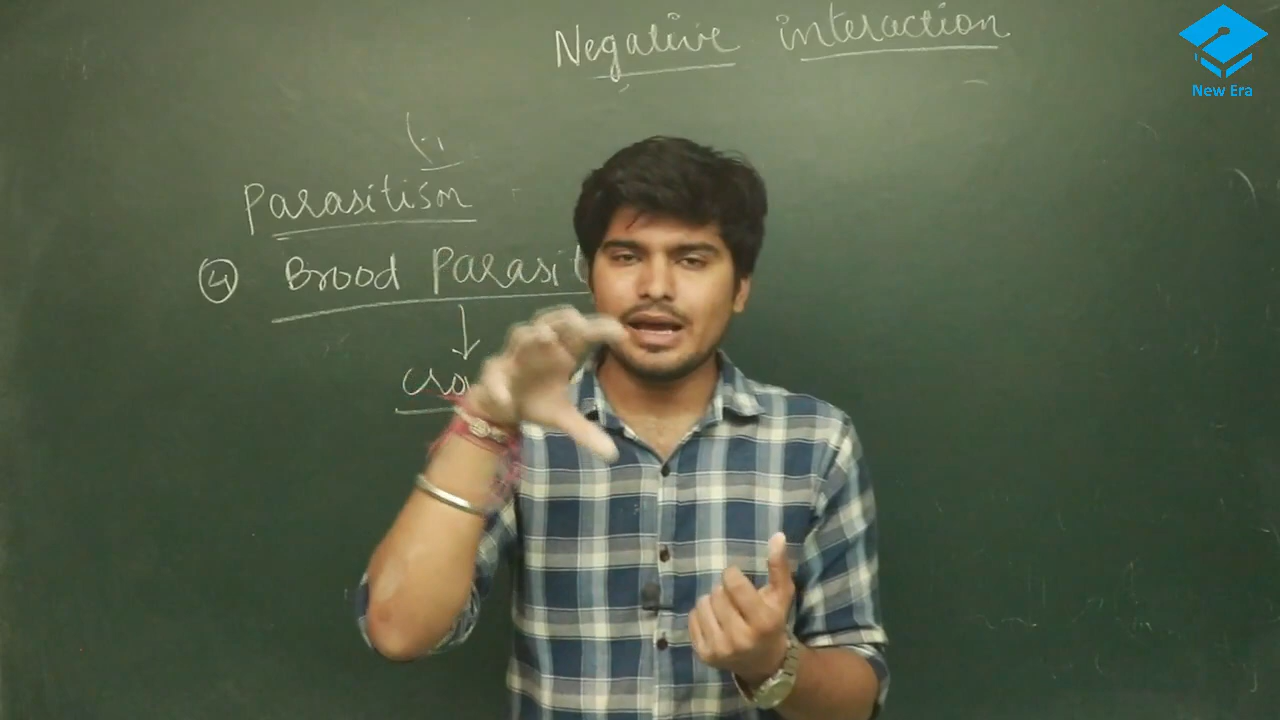 Negative interaction
New Era
Parasitism
④ Brood Parasit